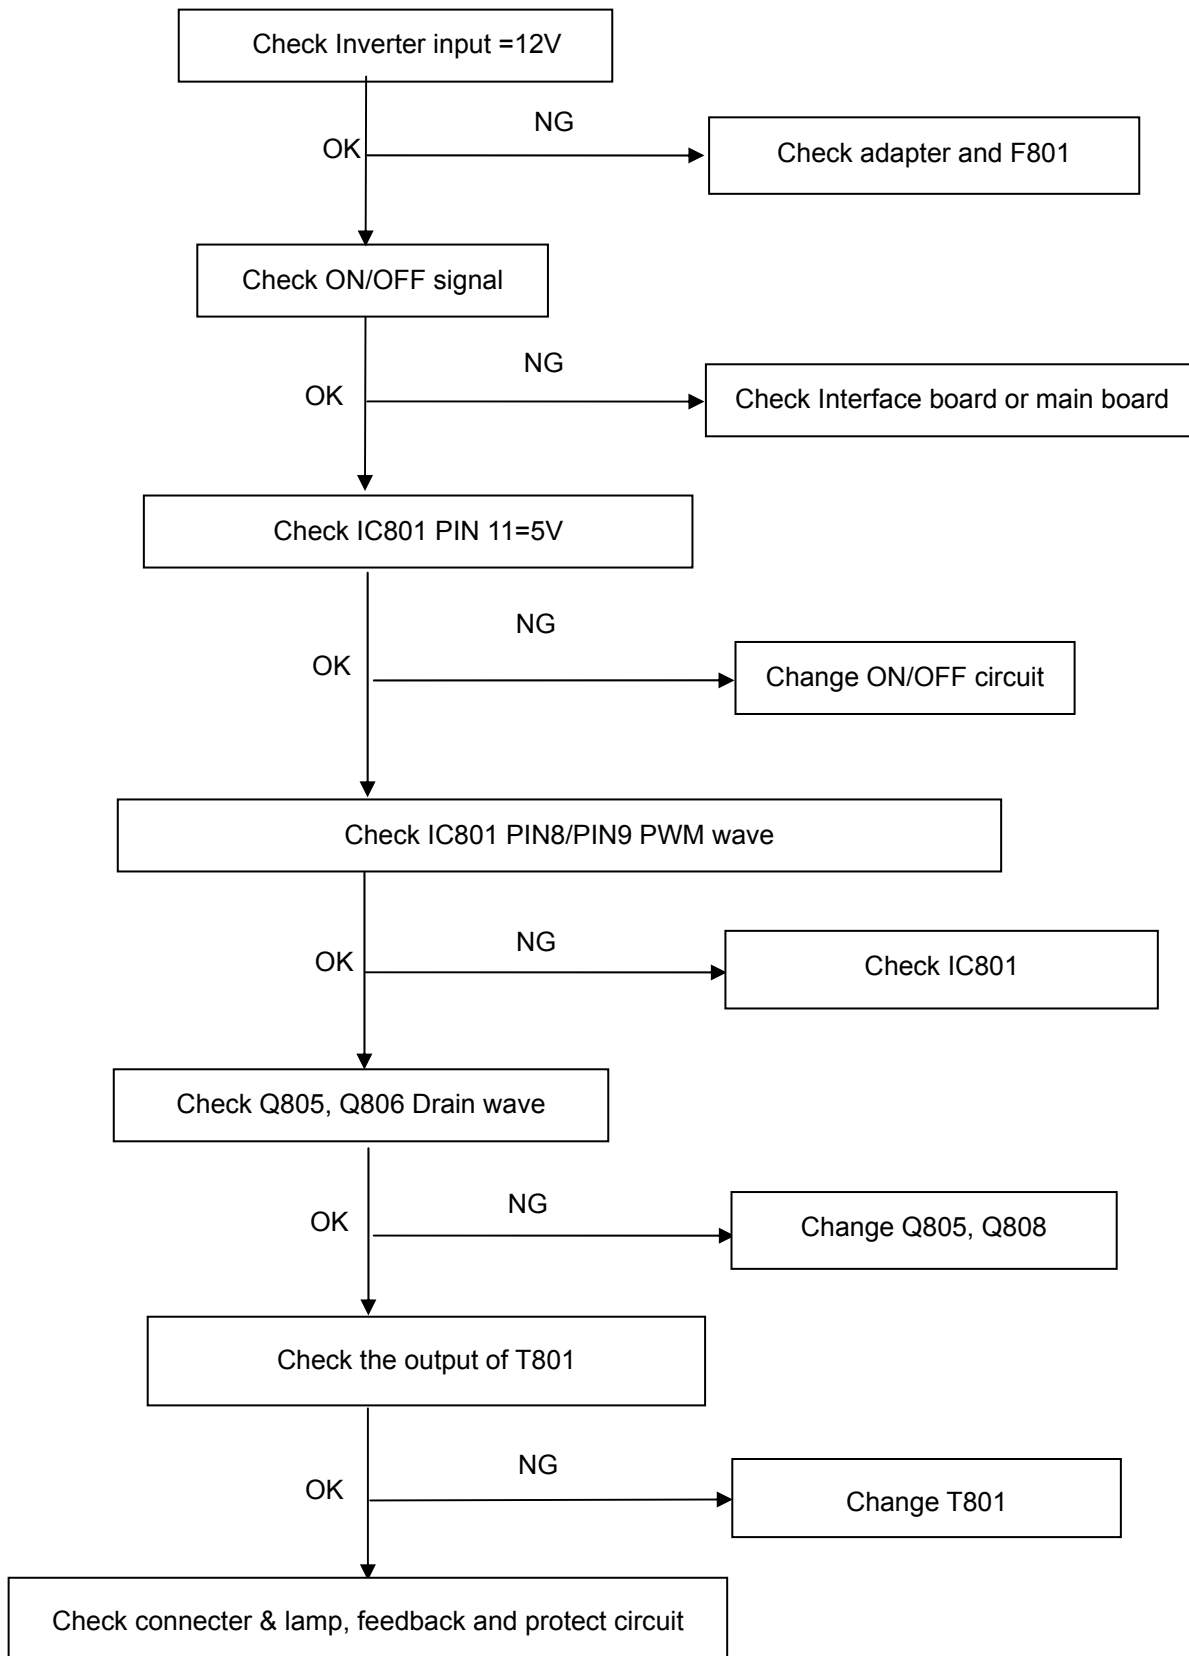 Check Inverter input =12V
NG
OK
Check adapter and F801
Check ON/OFF signal
NG
OK
Check Interface board or main board
Check IC801 PIN 11=5V
NG
OK
Change ON/OFF circuit
Check IC801 PIN8/PIN9 PWM wave
NG
OK
Check IC801
Check Q805, Q806 Drain wave
NG
OK
Change Q805, Q808
Check the output of T801
NG
OK
Change T801
Check connecter & lamp, feedback and protect circuit